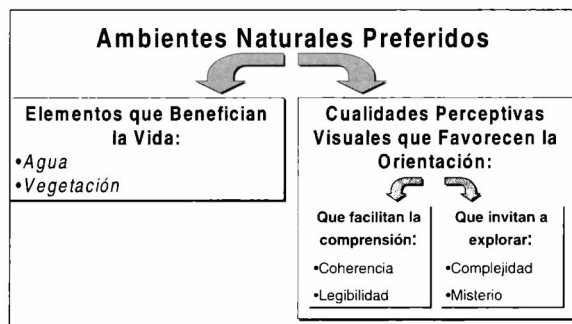 Ambientes Naturales Preferidos
Elementos que Benefician
la Vida:
•Agua
•Vegetación
Cualidades Perceptivas
Visuales que Favorecen la
Orientación:
Que facilitan la
comprensión:
•Coherencia
•Legibilidad
Que invitan a
explorar:
•Complejidad
•Misterio